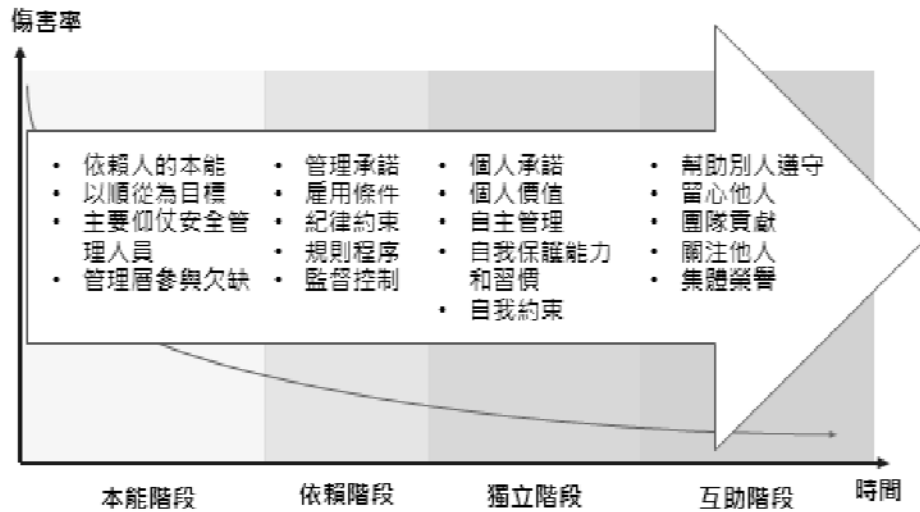 傷害率
• 依賴人的本能
• 以順從為目標
• 主要仰仗安全管
理人員
• 管理層參與欠缺
• 管理承諾
• 雇用條件
• 紀律約束
• 規則程序
• 監督控制
• 個人承諾
• 個人價值
• 自主管理
• 自我保護能力
和習慣
• 自我約束
• 幫助別人遵守
• 留心他人
• 團隊貢獻
• 關注他人
• 集體榮譽
本能階段
依賴階段
獨立階段
互助階段
時間